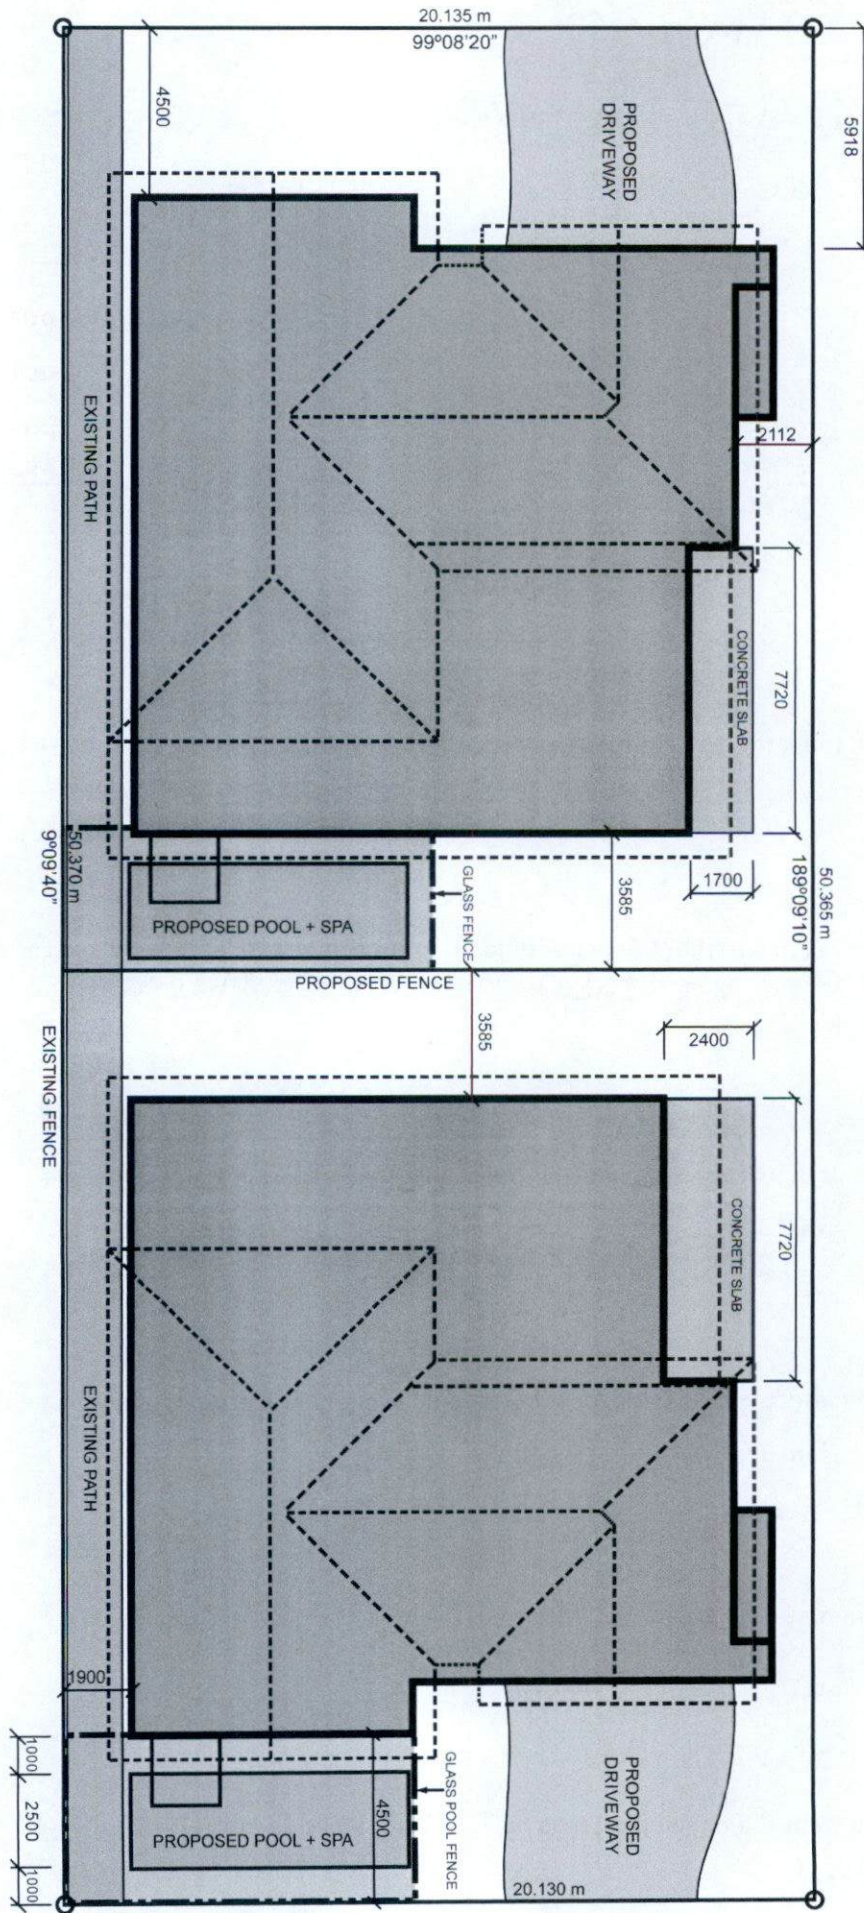 20.135 m
99°08'20"
4500
PROPOSED
DRIVEWAY
5918
EXISTING PATH
2112
CONCRETE SLAB
7720
50.370 m
9°09'40"
50.365 m
189°09'10"
1700
GLASS FENCE
3585
PROPOSED POOL + SPA
PROPOSED FENCE
EXISTING FENCE
3585
2400
CONCRETE SLAB
7720
EXISTING PATH
1900
1000
2500
1000
PROPOSED POOL + SPA
4500
GLASS POOL FENCE
PROPOSED
DRIVEWAY
20.130 m